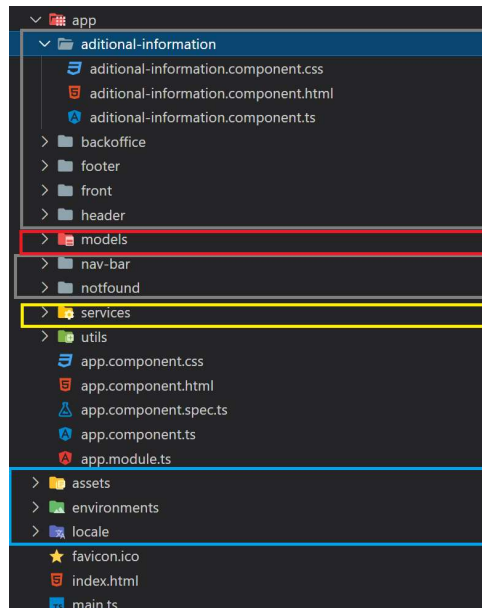 app
aditional-information
aditional-information.component.css
aditional-information.component.html
aditional-information.component.ts
backoffice
footer
front
header
models
nav-bar
notfound
services
utils
app.component.css
app.component.html
app.component.spec.ts
app.component.ts
app.module.ts
assets
environments
locale
favicon.ico
index.html
main.ts